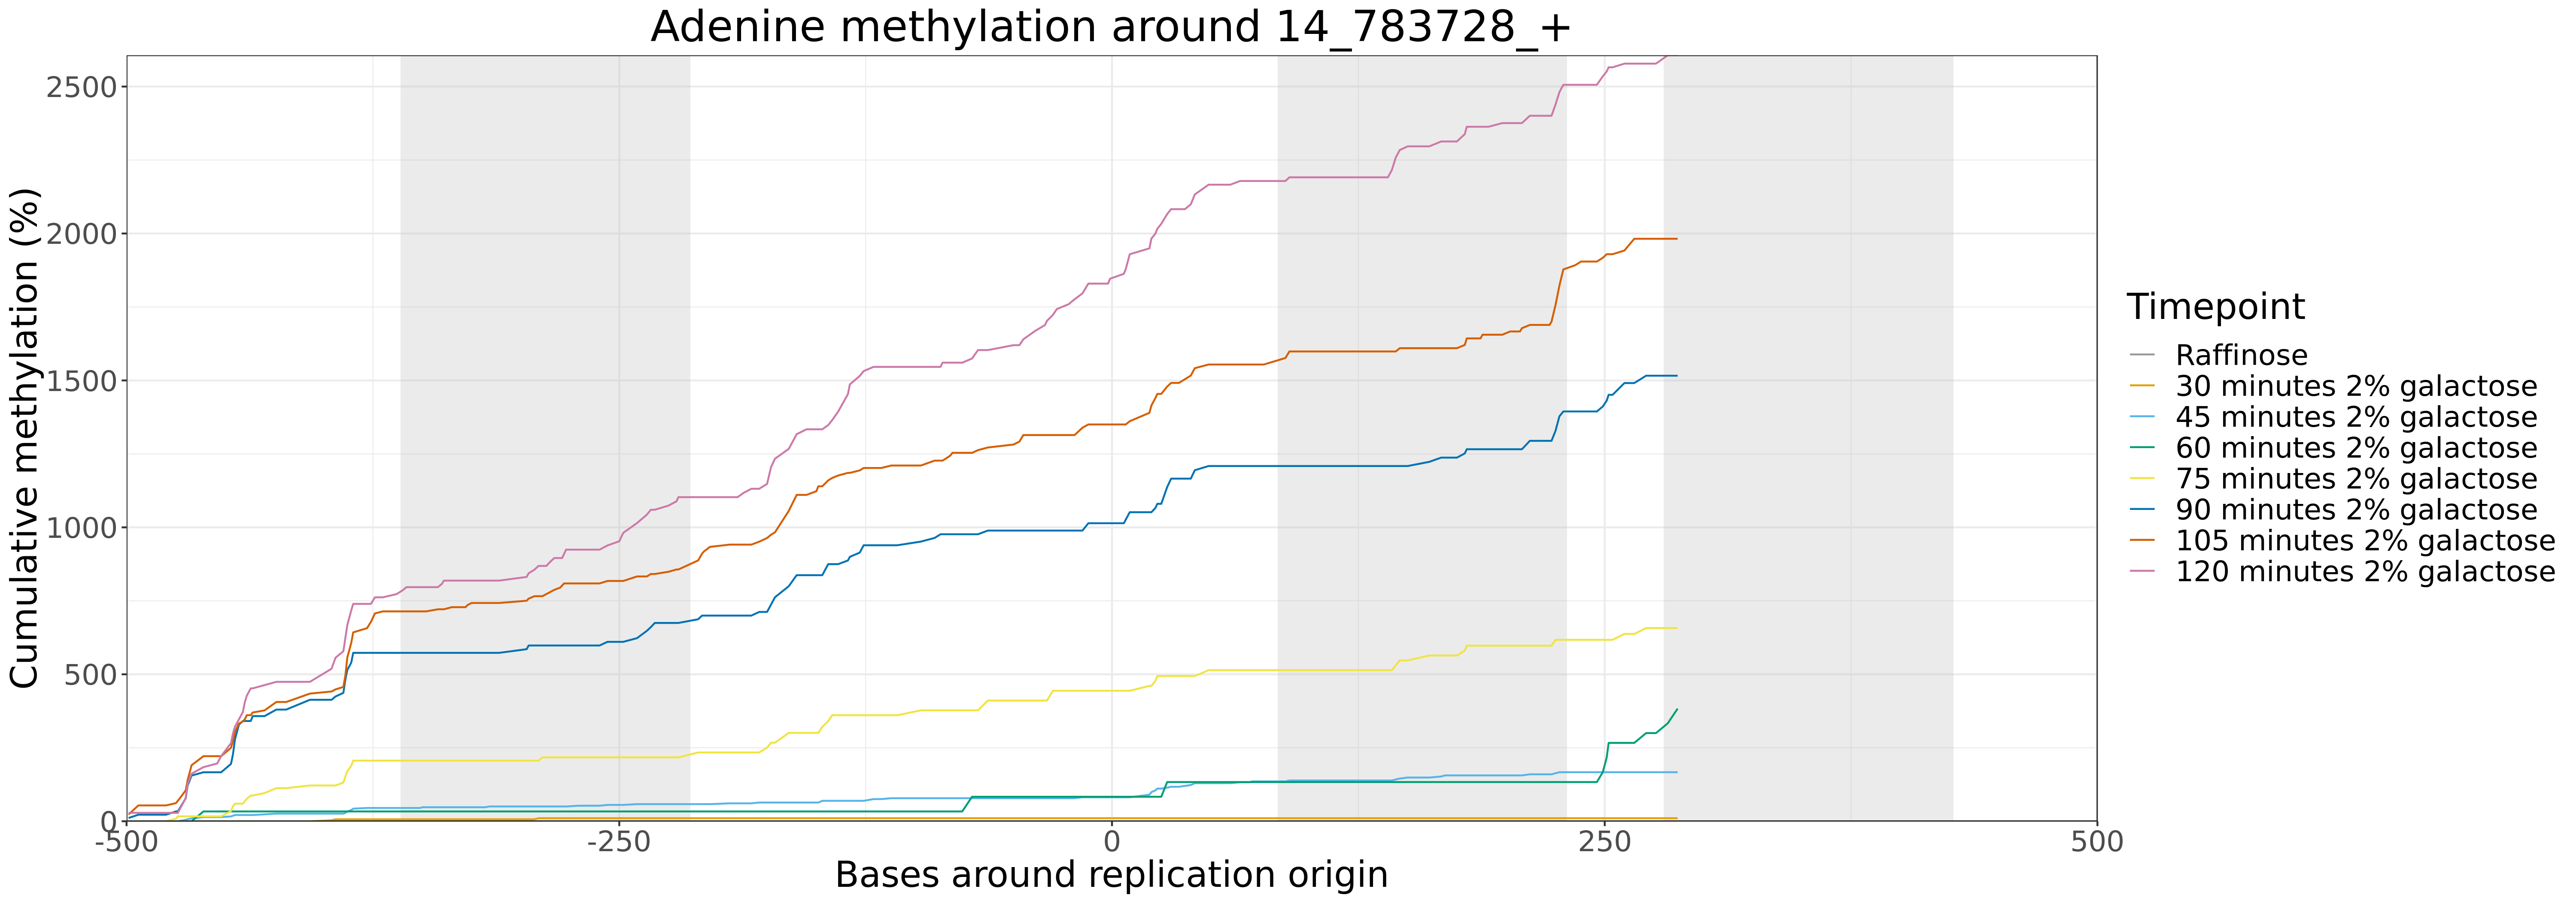 Adenine methylation around 14_783728_+
Cumulative methylation (%)
2500
2000
1500
1000
500
0
-500
-250
0
250
500
Bases around replication origin
Timepoint
Raffinose
30 minutes 2% galactose
45 minutes 2% galactose
60 minutes 2% galactose
75 minutes 2% galactose
90 minutes 2% galactose
105 minutes 2% galactose
120 minutes 2% galactose